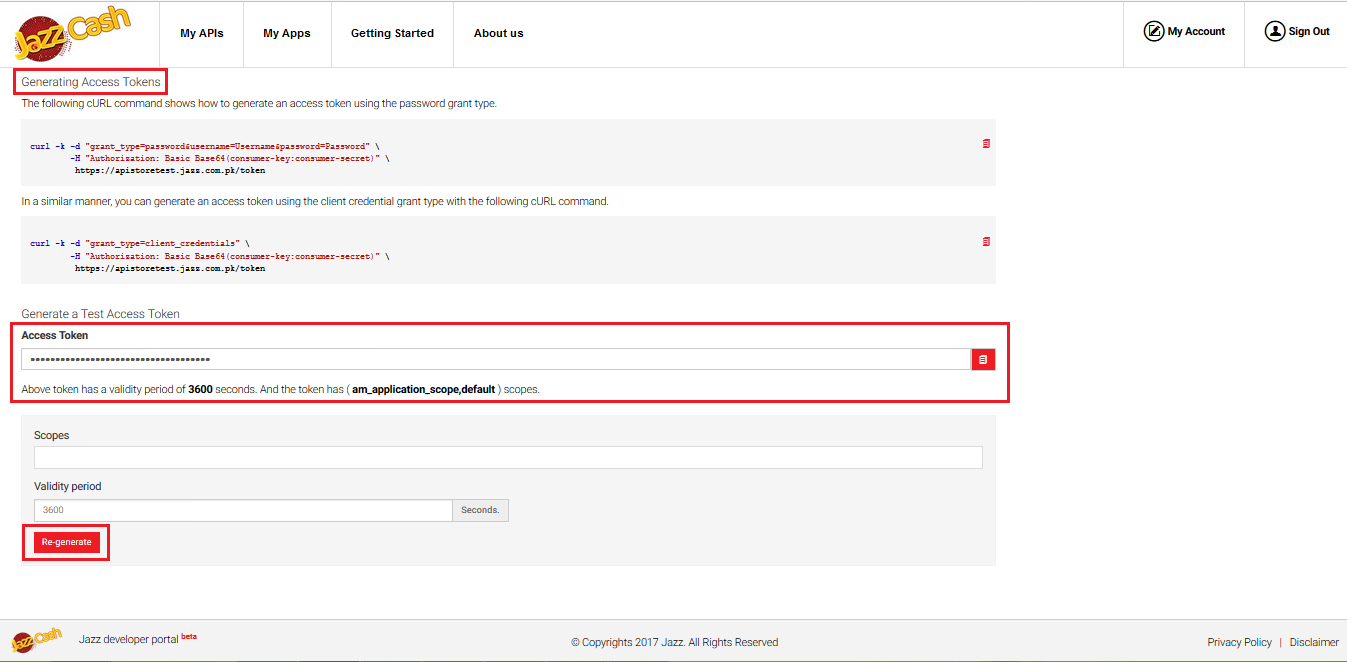 Jazz Cash
My APIs
My Apps
Getting Started
About us
My Account
Sign Out
Generating Access Tokens
The following cURL command shows how to generate an access token using the password grant type.
curl -k -d "grant_type=password&username=Username&password=Password" \
-H "Authorization: Basic Base64(consumer-key:consumer-secret)" \
https://apistoretest.jazz.com.pk/token
In a similar manner, you can generate an access token using the client credential grant type with the following cURL command.
curl -k -d "grant_type=client_credentials" \
-H "Authorization: Basic Base64(consumer-key:consumer-secret)" \
https://apistoretest.jazz.com.pk/token
Generate a Test Access Token
Access Token
••••••••••••••••••••••••••••••••••••
Above token has a validity period of 3600 seconds. And the token has ( am_application_scope,default ) scopes.
Scopes
Validity period
3600 Seconds.
Re-generate
Jazz Cash
Jazz developer portal beta
© Copyrights 2017 Jazz. All Rights Reserved
Privacy Policy | Disclaimer